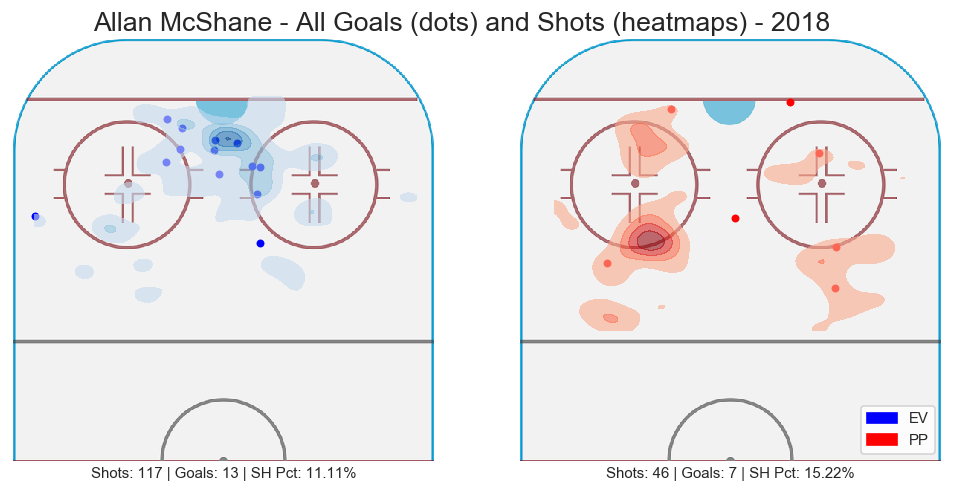 Allan McShane - All Goals (dots) and Shots (heatmaps) - 2018
EV
PP
Shots: 117 | Goals: 13 | SH Pct: 11.11%
Shots: 46 | Goals: 7 | SH Pct: 15.22%